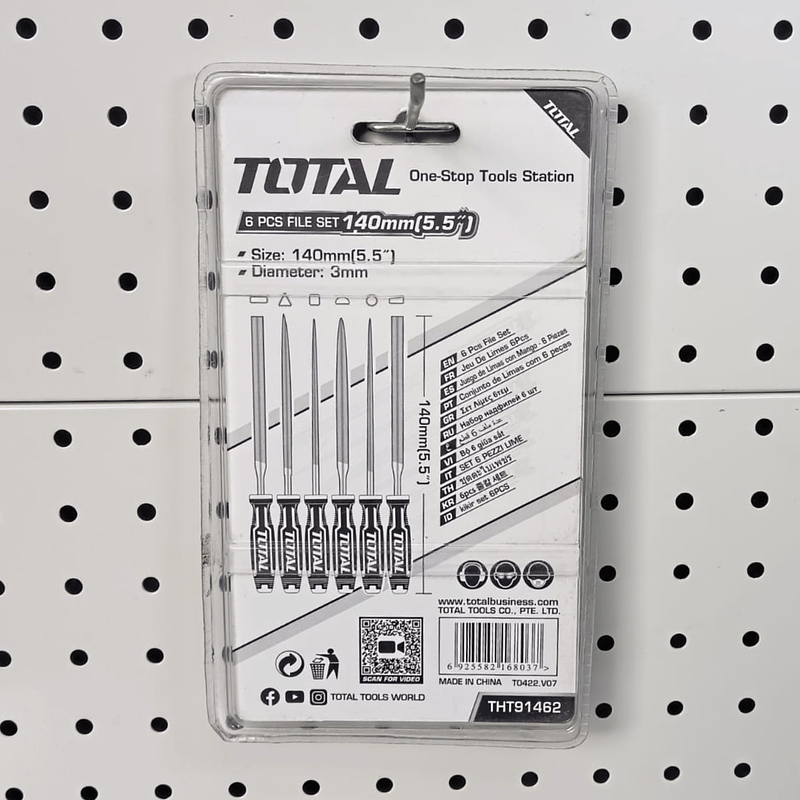 TOTAL
TOTAL One-Stop Tools Station
6 PCS FILE SET 140mm(5.5″)
Size: 140mm(5.5″)
Diameter: 3mm
140mm(5.5″)
EN 6 Pcs File Set
FR Jeu De Limes 6Pcs
ES Juego de Limas con Mango - 6 Piezas
PT Conjunto de Limas com 6 peças
GR Σετ Λίμες 6τεμ
RU Набор надфилей 6 шт
VI Bộ 6 giũa sắt
IT SET 6 PEZZI LIME
TH
KR 6pcs 줄칼 세트
ID kikir set 6PCS
TOTAL TOTAL TOTAL TOTAL TOTAL TOTAL
www.totalbusiness.com
TOTAL TOOLS CO., PTE. LTD.
SCAN FOR VIDEO
6 925582 168037 >
MADE IN CHINA T0422.V07
TOTAL TOOLS WORLD
THT91462